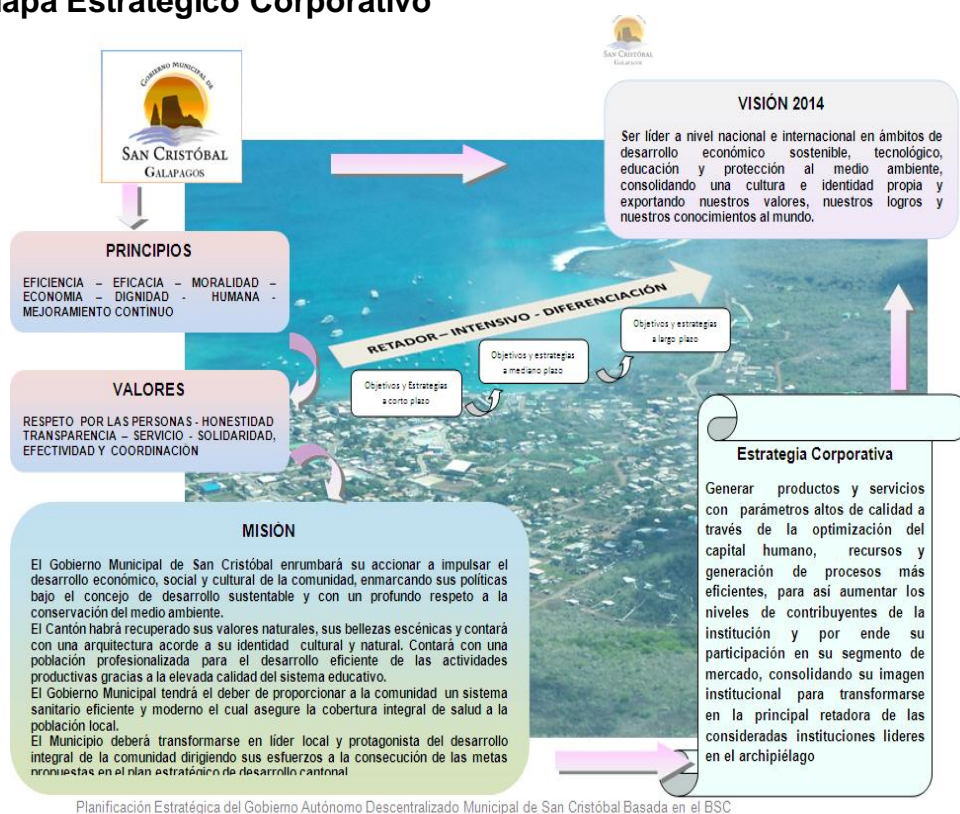 apa Estratégico Corporativo
GOBIERNO MUNICIPAL DE
SAN CRISTÓBAL
GALAPAGOS
SAN CRISTÓBAL
GALAPAGOS
VISIÓN 2014
Ser líder a nivel nacional e internacional en ámbitos de
desarrollo económico sostenible, tecnológico,
educación y protección al medio ambiente,
consolidando una cultura e identidad propia y
exportando nuestros valores, nuestros logros y
nuestros conocimientos al mundo.
PRINCIPIOS
EFICIENCIA – EFICACIA – MORALIDAD –
ECONOMIA – DIGNIDAD - HUMANA -
MEJORAMIENTO CONTINUO
RETADOR – INTENSIVO - DIFERENCIACIÓN
Objetivos y Estrategias
a corto plazo
Objetivos y estrategias
a mediano plazo
Objetivos y estrategias
a largo plazo
VALORES
RESPETO POR LAS PERSONAS - HONESTIDAD
TRANSPARENCIA – SERVICIO - SOLIDARIDAD,
EFECTIVIDAD Y COORDINACIÓN
MISIÓN
El Gobierno Municipal de San Cristóbal enrumbará su accionar a impulsar el
desarrollo económico, social y cultural de la comunidad, enmarcando sus políticas
bajo el concejo de desarrollo sustentable y con un profundo respeto a la
conservación del medio ambiente.
El Cantón habrá recuperado sus valores naturales, sus bellezas escénicas y contará
con una arquitectura acorde a su identidad cultural y natural. Contará con una
población profesionalizada para el desarrollo eficiente de las actividades
productivas gracias a la elevada calidad del sistema educativo.
El Gobierno Municipal tendrá el deber de proporcionar a la comunidad un sistema
sanitario eficiente y moderno el cual asegure la cobertura integral de salud a la
población local.
El Municipio deberá transformarse en líder local y protagonista del desarrollo
integral de la comunidad dirigiendo sus esfuerzos a la consecución de las metas
propuestas en el plan estratégico de desarrollo cantonal
Estrategia Corporativa
Generar productos y servicios
con parámetros altos de calidad a
través de la optimización del
capital humano, recursos y
generación de procesos más
eficientes, para así aumentar los
niveles de contribuyentes de la
institución y por ende su
participación en su segmento de
mercado, consolidando su imagen
institucional para transformarse
en la principal retadora de las
consideradas instituciones lideres
en el archipiélago
Planificación Estratégica del Gobierno Autónomo Descentralizado Municipal de San Cristóbal Basada en el BSC